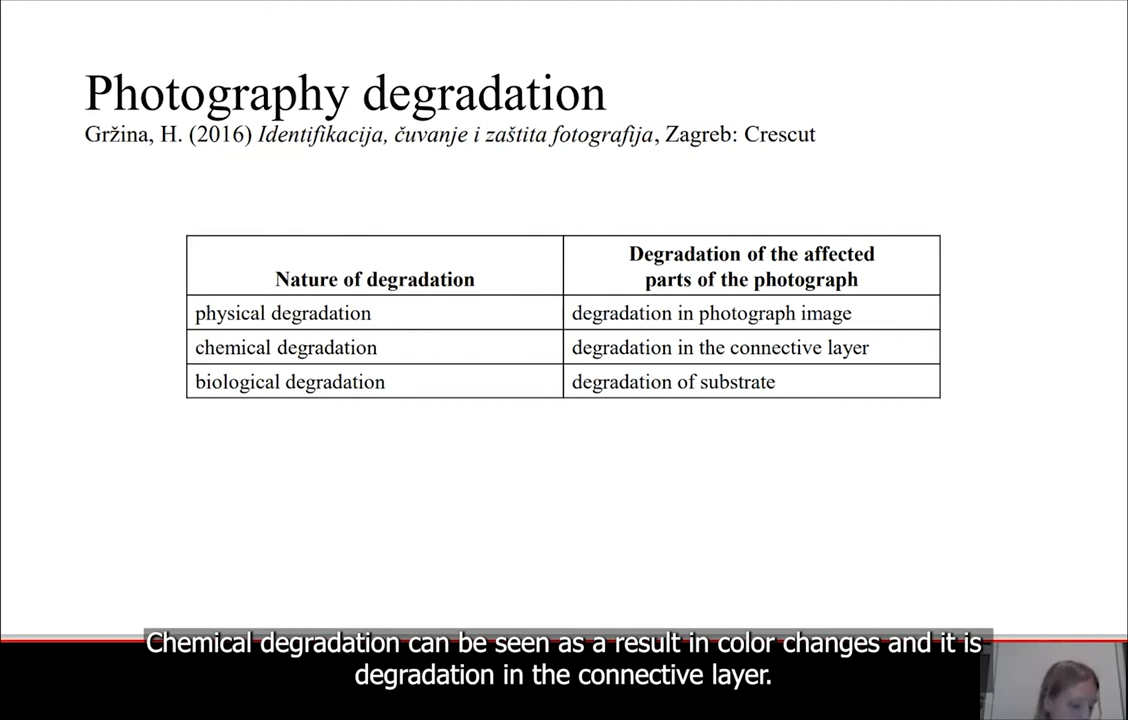 Photography degradation
Gržina, H. (2016) Identifikacija, čuvanje i zaštita fotografija, Zagreb: Crescut
Nature of degradation
Degradation of the affected
parts of the photograph
physical degradation
degradation in photograph image
chemical degradation
degradation in the connective layer
biological degradation
degradation of substrate
Chemical degradation can be seen as a result in color changes and it is
degradation in the connective layer.